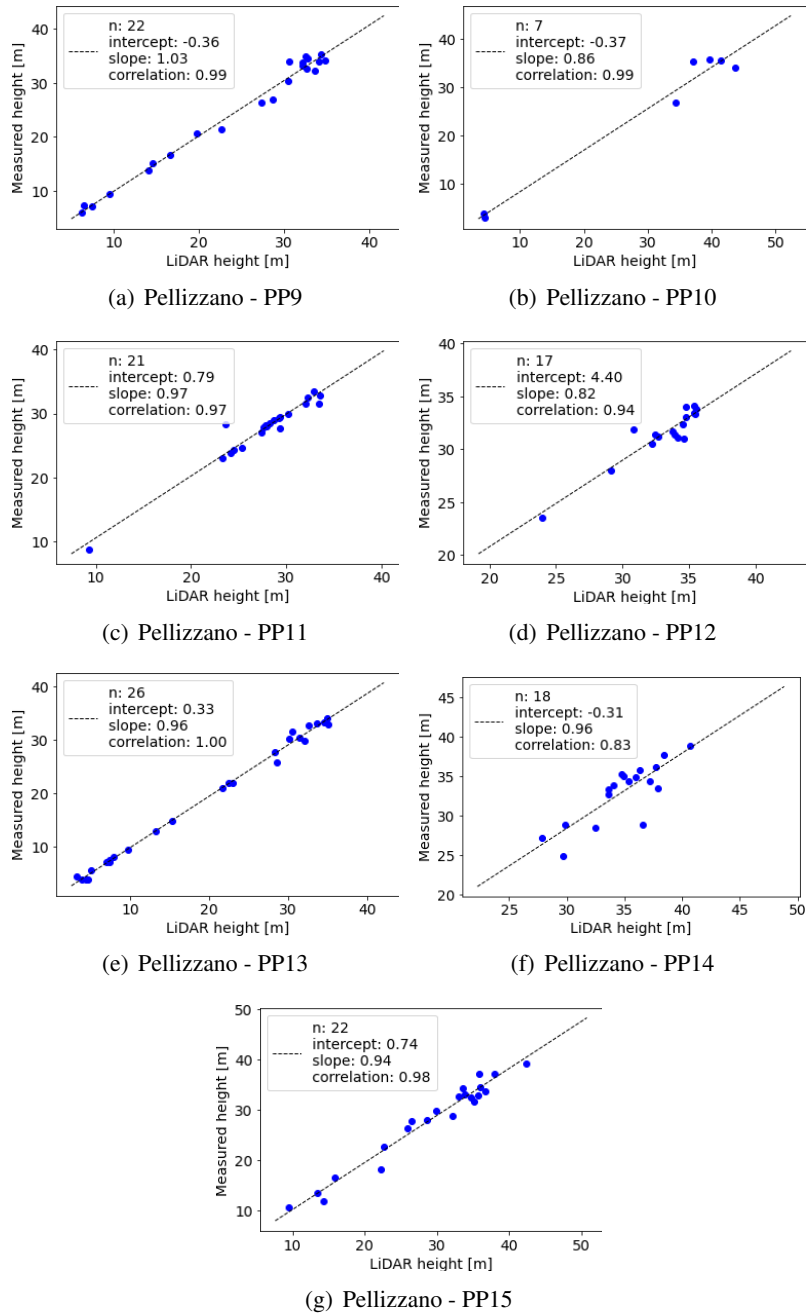 n: 22
intercept: -0.36
slope: 1.03
correlation: 0.99
40
30
20
10
Measured height [m]
10 20 30 40
LiDAR height [m]
(a) Pellizzano - PP9
n: 7
intercept: -0.37
slope: 0.86
correlation: 0.99
50
40
30
20
10
Measured height [m]
10 20 30 40 50
LiDAR height [m]
(b) Pellizzano - PP10
n: 21
intercept: 0.79
slope: 0.97
correlation: 0.97
40
30
20
10
Measured height [m]
10 20 30 40
LiDAR height [m]
(c) Pellizzano - PP11
n: 17
intercept: 4.40
slope: 0.82
correlation: 0.94
40
35
30
25
20
Measured height [m]
20 25 30 35 40
LiDAR height [m]
(d) Pellizzano - PP12
n: 26
intercept: 0.33
slope: 0.96
correlation: 1.00
40
30
20
10
Measured height [m]
10 20 30 40
LiDAR height [m]
(e) Pellizzano - PP13
n: 18
intercept: -0.31
slope: 0.96
correlation: 0.83
45
40
35
30
25
20
Measured height [m]
25 30 35 40 45 50
LiDAR height [m]
(f) Pellizzano - PP14
n: 22
intercept: 0.74
slope: 0.94
correlation: 0.98
50
40
30
20
10
Measured height [m]
10 20 30 40 50
LiDAR height [m]
(g) Pellizzano - PP15